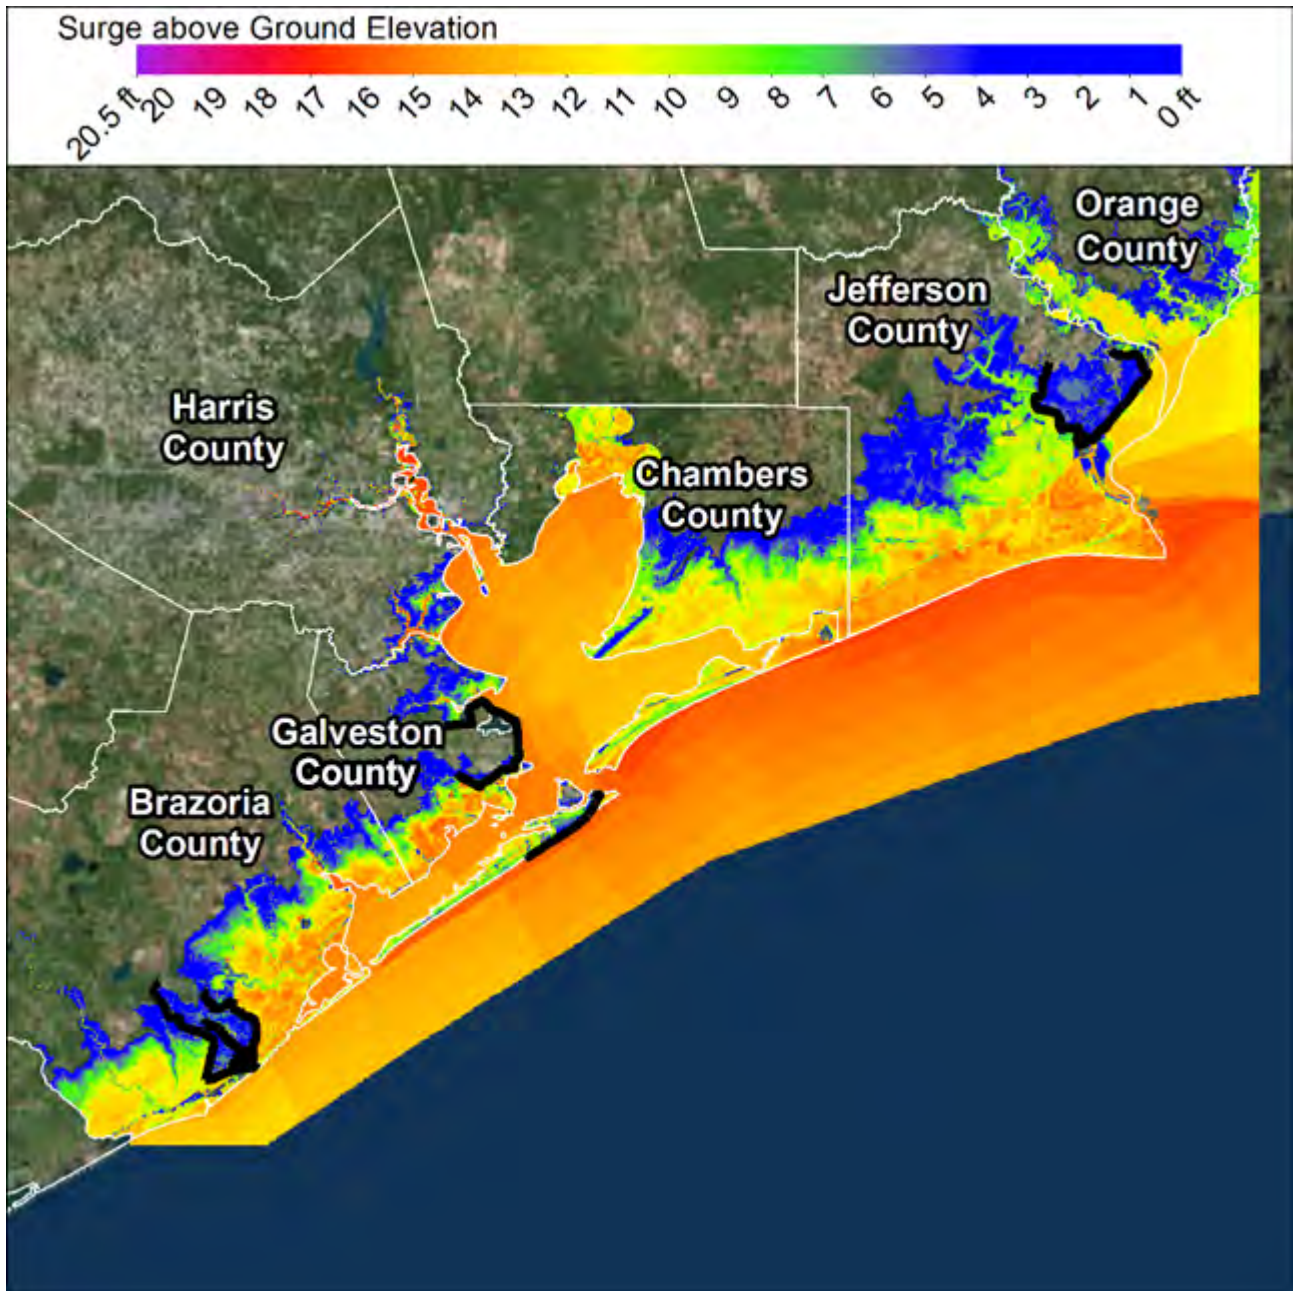 Surge above Ground Elevation
20.5 ft 20 19 18 17 16 15 14 13 12 11 10 9 8 7 6 5 4 3 2 1 0 ft
Orange
County
Jefferson
County
Harris
County
Chambers
County
Galveston
County
Brazoria
County